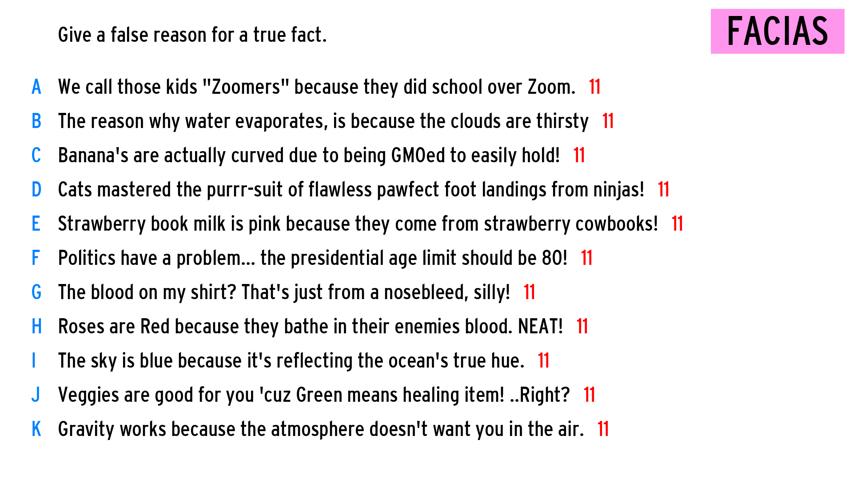 Give a false reason for a true fact.
FACIAS
A We call those kids "Zoomers" because they did school over Zoom. 11
B The reason why water evaporates, is because the clouds are thirsty 11
C Banana's are actually curved due to being GMOed to easily hold! 11
D Cats mastered the purrr-suit of flawless pawfect foot landings from ninjas! 11
E Strawberry book milk is pink because they come from strawberry cowbooks! 11
F Politics have a problem... the presidential age limit should be 80! 11
G The blood on my shirt? That's just from a nosebleed, silly! 11
H Roses are Red because they bathe in their enemies blood. NEAT! 11
I The sky is blue because it's reflecting the ocean's true hue. 11
J Veggies are good for you 'cuz Green means healing item! ..Right? 11
K Gravity works because the atmosphere doesn't want you in the air. 11